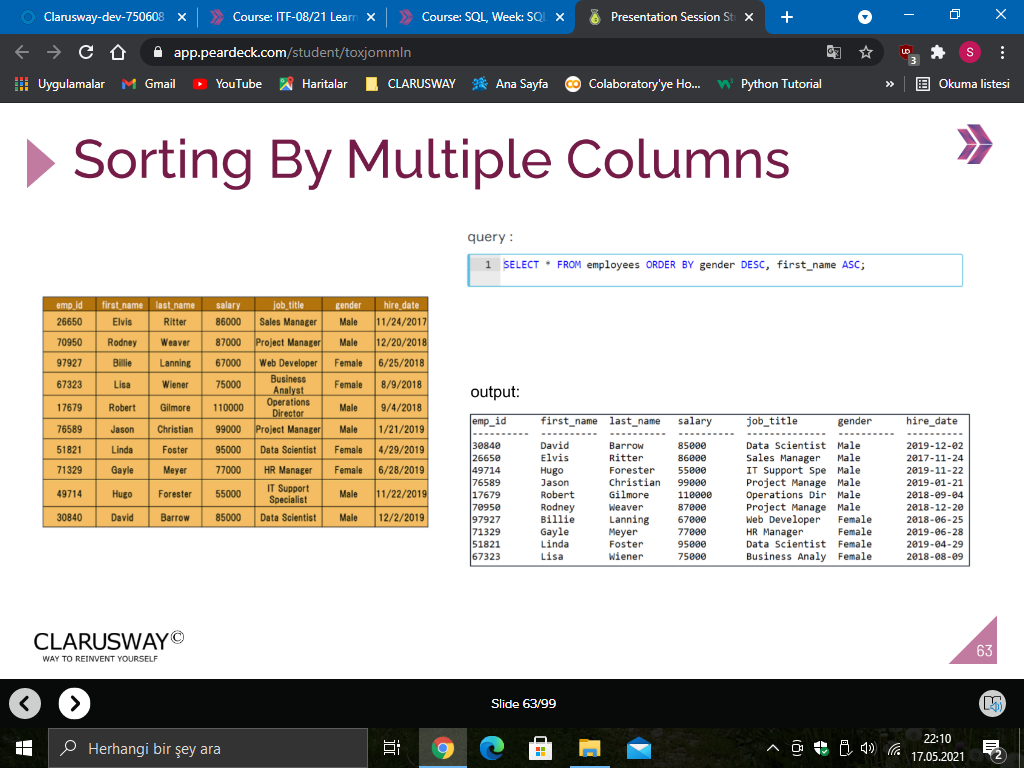 Clarusway-dev-750608
Course: ITF-08/21 Learn
Course: SQL, Week: SQL
Presentation Session St
app.peardeck.com/student/toxjommln
UD
3
S
Uygulamalar
Gmail
YouTube
Haritalar
CLARUSWAY
Ana Sayfa
Colaboratory'ye Ho...
Python Tutorial
»
Okuma listesi
Sorting By Multiple Columns
query :
1 SELECT * FROM employees ORDER BY gender DESC, first_name ASC;
emp_id first_name last_name salary job_title gender hire_date
26650 Elvis Ritter 86000 Sales Manager Male 11/24/2017
70950 Rodney Weaver 87000 Project Manager Male 12/20/2018
97927 Billie Lanning 67000 Web Developer Female 6/25/2018
67323 Lisa Wiener 75000 Business Analyst Female 8/9/2018
17679 Robert Gilmore 110000 Operations Director Male 9/4/2018
76589 Jason Christian 99000 Project Manager Male 1/21/2019
51821 Linda Foster 95000 Data Scientist Female 4/29/2019
71329 Gayle Meyer 77000 HR Manager Female 6/28/2019
49714 Hugo Forester 55000 IT Support Specialist Male 11/22/2019
30840 David Barrow 85000 Data Scientist Male 12/2/2019
output:
emp_id first_name last_name salary job_title gender hire_date
---------- ---------- ---------- ---------- -------------- ---------- ----------
30840 David Barrow 85000 Data Scientist Male 2019-12-02
26650 Elvis Ritter 86000 Sales Manager Male 2017-11-24
49714 Hugo Forester 55000 IT Support Spe Male 2019-11-22
76589 Jason Christian 99000 Project Manage Male 2019-01-21
17679 Robert Gilmore 110000 Operations Dir Male 2018-09-04
70950 Rodney Weaver 87000 Project Manage Male 2018-12-20
97927 Billie Lanning 67000 Web Developer Female 2018-06-25
71329 Gayle Meyer 77000 HR Manager Female 2019-06-28
51821 Linda Foster 95000 Data Scientist Female 2019-04-29
67323 Lisa Wiener 75000 Business Analy Female 2018-08-09
CLARUSWAY©
WAY TO REINVENT YOURSELF
63
Slide 63/99
Herhangi bir şey ara
22:10
17.05.2021
2